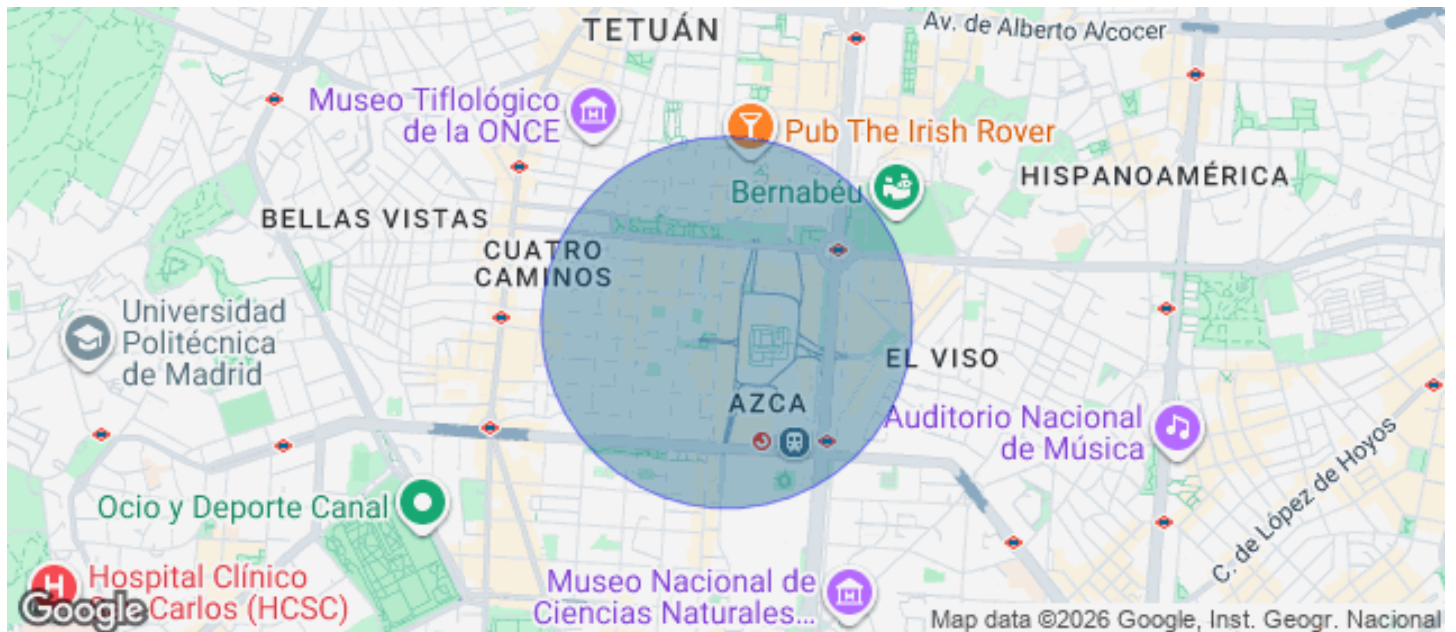 TETUÁN
Av. de Alberto Alcocer
Museo Tiflológico
de la ONCE
Pub The Irish Rover
Bernabéu
HISPANOAMÉRICA
BELLAS VISTAS
CUATRO
CAMINOS
Universidad
Politécnica
de Madrid
EL VISO
AZCA
Auditorio Nacional
de Música
C. de López de Hoyos
Ocio y Deporte Canal
Hospital Clínico
Carlos (HCSC)
Google
Museo Nacional de
Ciencias Naturales...
Map data ©2026 Google, Inst. Geogr. Nacional